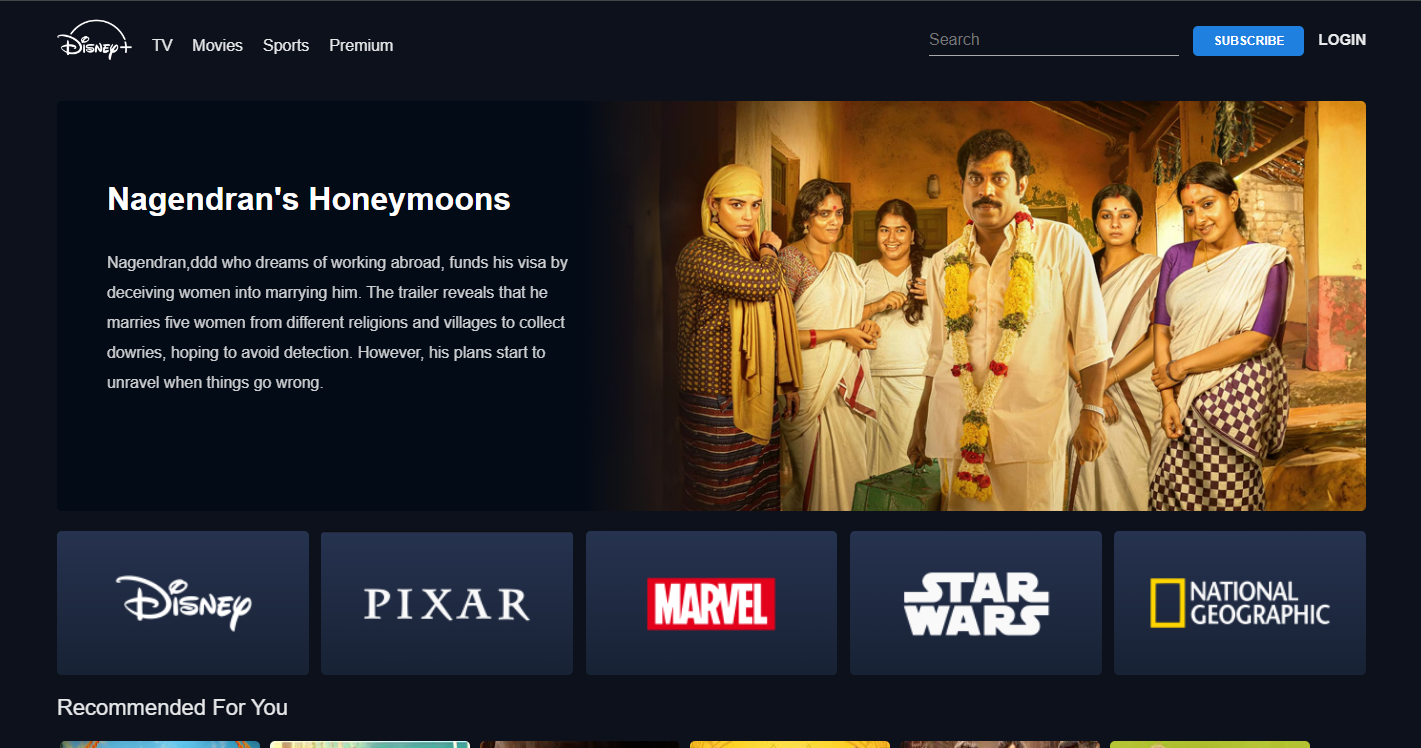 Disney+
TV Movies Sports Premium
Search
SUBSCRIBE
LOGIN
Nagendran's Honeymoons
Nagendran,ddd who dreams of working abroad, funds his visa by
deceiving women into marrying him. The trailer reveals that he
marries five women from different religions and villages to collect
dowries, hoping to avoid detection. However, his plans start to
unravel when things go wrong.
Disney
PIXAR
MARVEL
STAR
WARS
NATIONAL
GEOGRAPHIC
Recommended For You